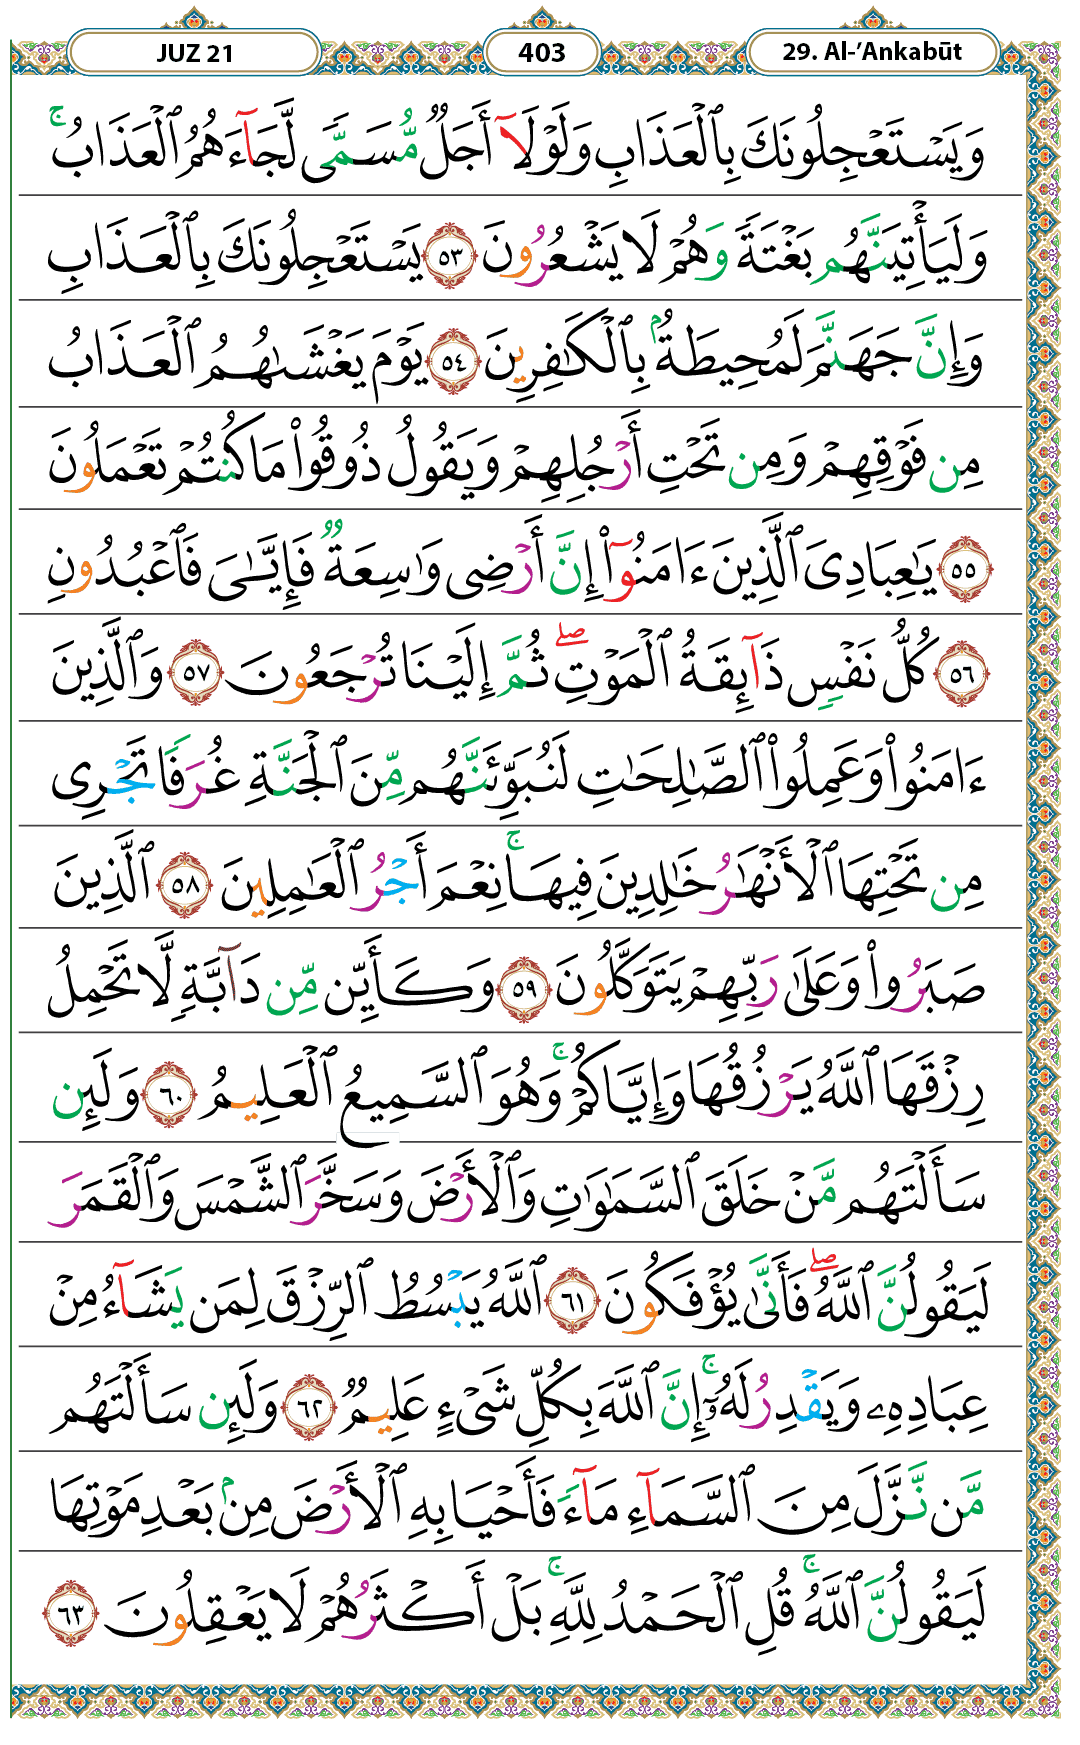 JUZ 21 403 29. Al-’Ankabūt
وَيَسْتَعْجِلُونَكَ بِٱلْعَذَابِ وَلَوْلَآ أَجَلٌ مُّسَمًّى لَّجَآءَهُمُ ٱلْعَذَابُ ۚ
وَلَيَأْتِيَنَّهُم بَغْتَةً وَهُمْ لَا يَشْعُرُونَ ٥٣ يَسْتَعْجِلُونَكَ بِٱلْعَذَابِ
وَإِنَّ جَهَنَّمَ لَمُحِيطَةٌۢ بِٱلْكَـٰفِرِينَ ٥٤ يَوْمَ يَغْشَىٰهُمُ ٱلْعَذَابُ
مِن فَوْقِهِمْ وَمِن تَحْتِ أَرْجُلِهِمْ وَيَقُولُ ذُوقُوا۟ مَا كُنتُمْ تَعْمَلُونَ
٥٥ يَـٰعِبَادِىَ ٱلَّذِينَ ءَامَنُوٓا۟ إِنَّ أَرْضِى وَٰسِعَةٌ فَإِيَّـٰىَ فَٱعْبُدُونِ
٥٦ كُلُّ نَفْسٍ ذَآئِقَةُ ٱلْمَوْتِ ۖ ثُمَّ إِلَيْنَا تُرْجَعُونَ ٥٧ وَٱلَّذِينَ
ءَامَنُوا۟ وَعَمِلُوا۟ ٱلصَّـٰلِحَـٰتِ لَنُبَوِّئَنَّهُم مِّنَ ٱلْجَنَّةِ غُرَفًا تَجْرِى
مِن تَحْتِهَا ٱلْأَنْهَـٰرُ خَـٰلِدِينَ فِيهَا ۚ نِعْمَ أَجْرُ ٱلْعَـٰمِلِينَ ٥٨ ٱلَّذِينَ
صَبَرُوا۟ وَعَلَىٰ رَبِّهِمْ يَتَوَكَّلُونَ ٥٩ وَكَأَيِّن مِّن دَآبَّةٍ لَّا تَحْمِلُ
رِزْقَهَا ٱللَّهُ يَرْزُقُهَا وَإِيَّاكُمْ ۚ وَهُوَ ٱلسَّمِيعُ ٱلْعَلِيمُ ٦٠ وَلَئِن
سَأَلْتَهُم مَّنْ خَلَقَ ٱلسَّمَـٰوَٰتِ وَٱلْأَرْضَ وَسَخَّرَ ٱلشَّمْسَ وَٱلْقَمَرَ
لَيَقُولُنَّ ٱللَّهُ ۖ فَأَنَّىٰ يُؤْفَكُونَ ٦١ ٱللَّهُ يَبْسُطُ ٱلرِّزْقَ لِمَن يَشَآءُ مِنْ
عِبَادِهِۦ وَيَقْدِرُ لَهُۥٓ ۚ إِنَّ ٱللَّهَ بِكُلِّ شَىْءٍ عَلِيمٌ ٦٢ وَلَئِن سَأَلْتَهُم
مَّن نَّزَّلَ مِنَ ٱلسَّمَآءِ مَآءً فَأَحْيَا بِهِ ٱلْأَرْضَ مِنۢ بَعْدِ مَوْتِهَا
لَيَقُولُنَّ ٱللَّهُ ۚ قُلِ ٱلْحَمْدُ لِلَّهِ ۚ بَلْ أَكْثَرُهُمْ لَا يَعْقِلُونَ ٦٣